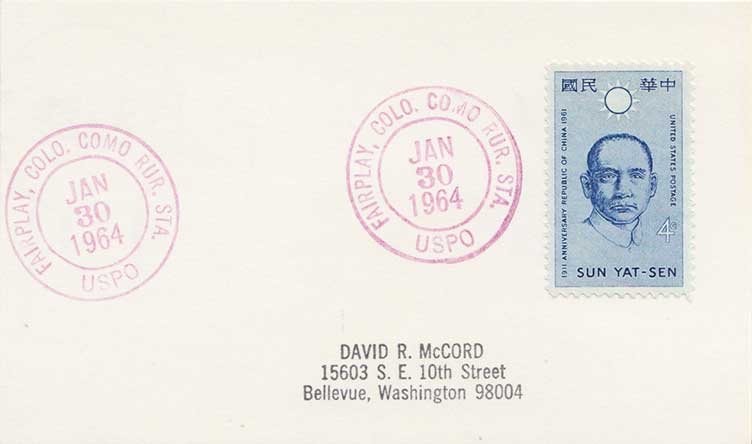 FAIRPLAY, COLO. COMO RUR. STA.
JAN
30
1964
USPO
FAIRPLAY, COLO. COMO RUR. STA.
JAN
30
1964
USPO
中華民國
1911 ANNIVERSARY REPUBLIC OF CHINA 1961
UNITED STATES POSTAGE
4¢
SUN YAT-SEN
DAVID R. McCORD
15603 S. E. 10th Street
Bellevue, Washington 98004